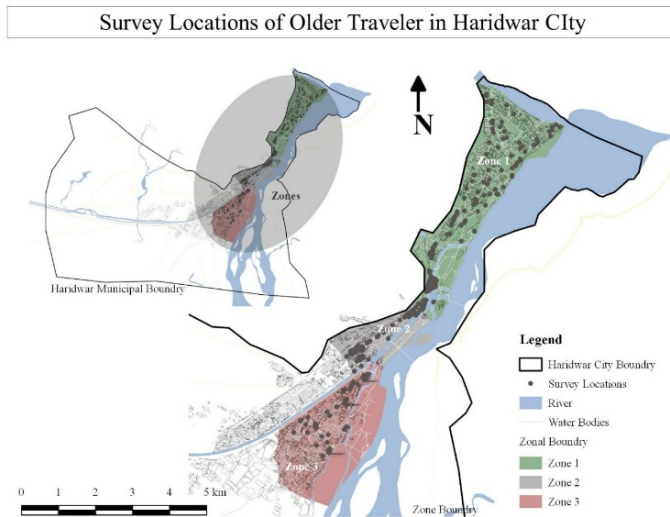 Survey Locations of Older Traveler in Haridwar CIty
N
Zone 1
Zones
Haridwar Municipal Boundry
Zone 2
Legend
Haridwar City Boundry
Survey Locations
River
Water Bodies
Zonal Boundry
Zone 1
Zone 2
Zone 3
Zone 3
0 1 2 3 4 5 km
Zone Boundry